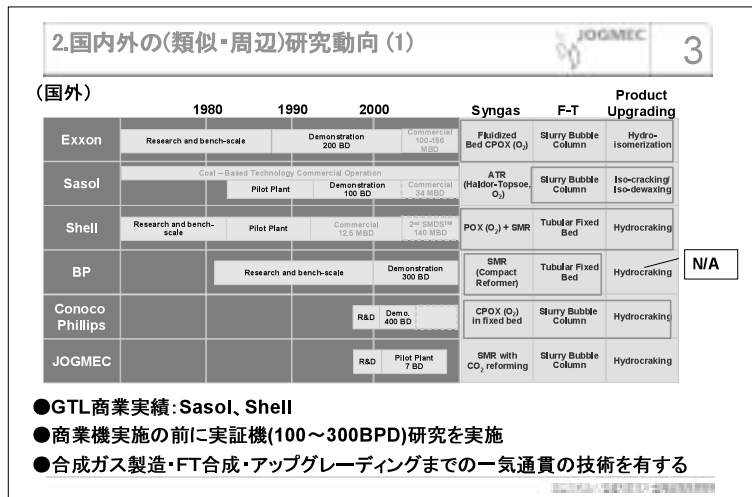 2.国内外の(類似・周辺)研究動向 (1)
JOGMEC
3
(国外)
1980 1990 2000 Syngas F-T Product Upgrading
Exxon
Research and bench-scale
Demonstration
200 BD
Commercial
100-156
MBD
Fluidized
Bed CPOX (O₂)
Slurry Bubble
Column
Hydro-
isomerization
Sasol
Coal – Based Technology Commercial Operation
Pilot Plant
Demonstration
100 BD
Commercial
34 MBD
ATR
(Haldor-Topsoe,
O₂)
Slurry Bubble
Column
Iso-cracking/
Iso-dewaxing
Shell
Research and bench-
scale
Pilot Plant
Commercial
12.5 MBD
2ⁿᵈ SMDS™
140 MBD
POX (O₂) + SMR
Tubular Fixed
Bed
Hydrocraking
BP
Research and bench-scale
Demonstration
300 BD
SMR
(Compact
Reformer)
Tubular Fixed
Bed
Hydrocraking
N/A
Conoco
Phillips
R&D
Demo.
400 BD
CPOX (O₂)
in fixed bed
Slurry Bubble
Column
Hydrocraking
JOGMEC
R&D
Pilot Plant
7 BD
SMR with
CO₂ reforming
Slurry Bubble
Column
Hydrocraking
●GTL商業実績:Sasol、Shell
●商業機実施の前に実証機(100~300BPD)研究を実施
●合成ガス製造・FT合成・アップグレーディングまでの一気通貫の技術を有する